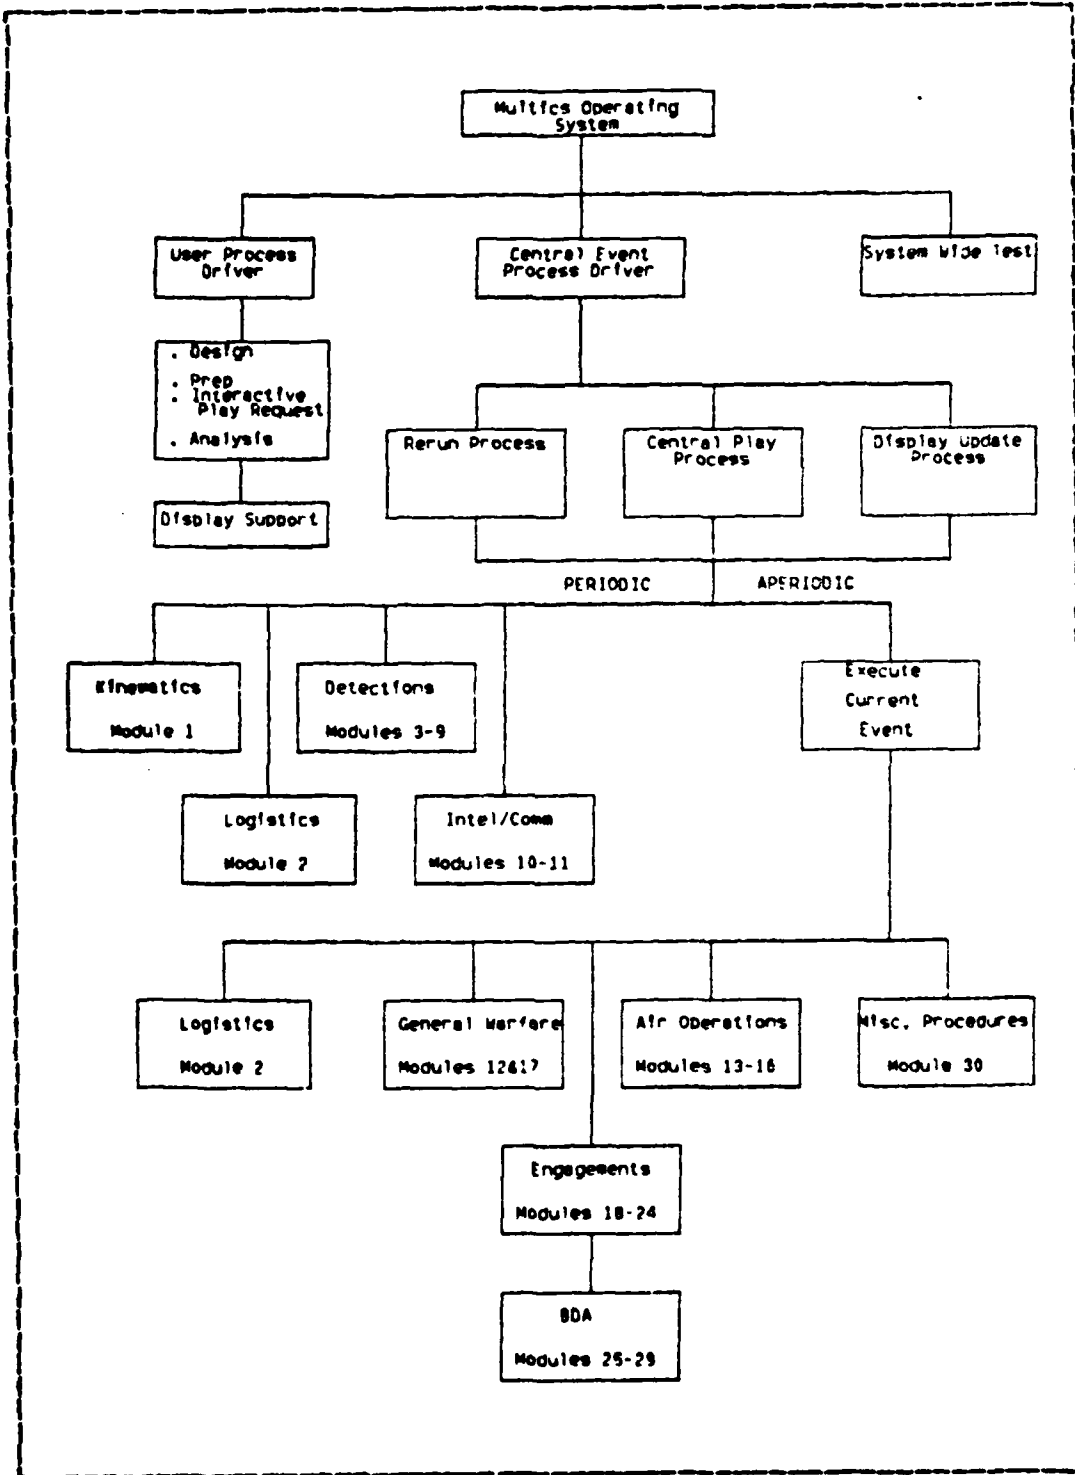 Multics Operating
System
User Process
Driver
Central Event
Process Driver
System Wide Test
. Design
. Prep
. Interactive
Play Request
. Analysis
Display Support
Rerun Process
Central Play
Process
Display Update
Process
PERIODIC
APERIODIC
Kinematics
Module 1
Detections
Modules 3-9
Execute
Current
Event
Logistics
Module 2
Intel/Comm
Modules 10-11
Logistics
Module 2
General Warfare
Modules 12&17
Air Operations
Modules 13-16
Misc. Procedures
Module 30
Engagements
Modules 18-24
BDA
Modules 25-29